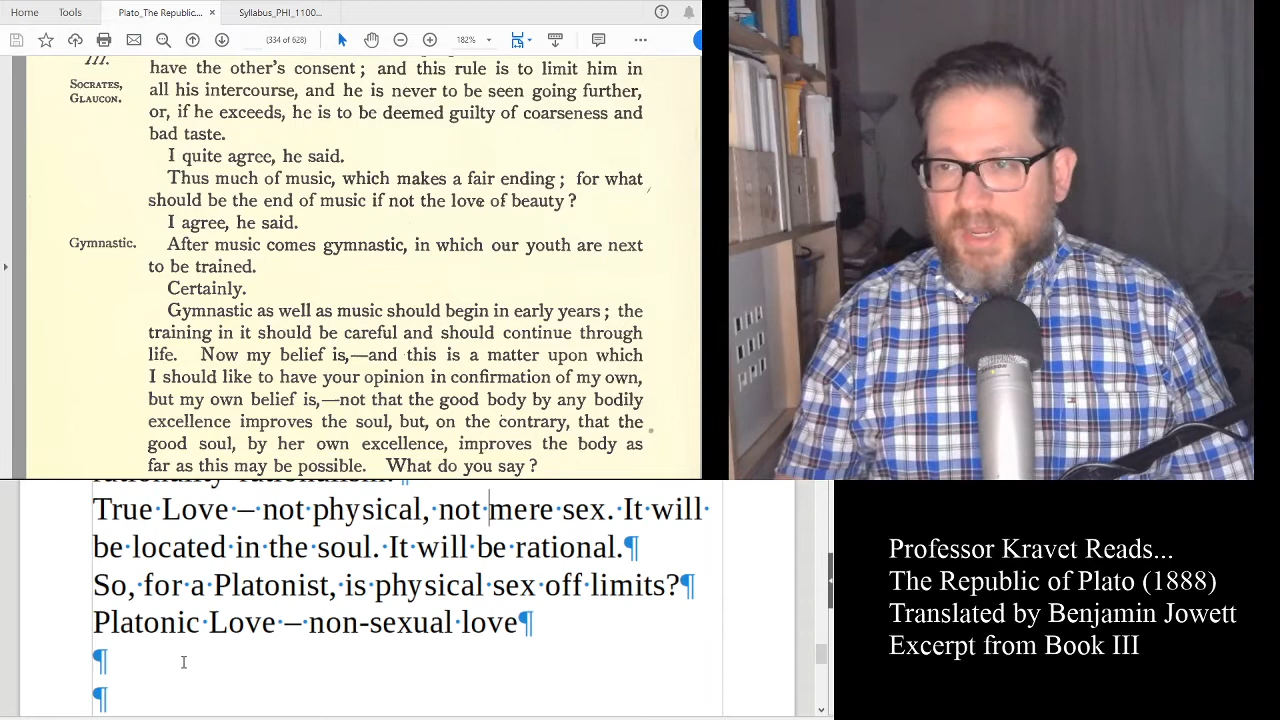 Home Tools Plato_The Republic.... × Syllabus_PHI_1100...
(334 of 628) 182%
III.
SOCRATES,
GLAUCON.
have the other's consent ; and this rule is to limit him in
all his intercourse, and he is never to be seen going further,
or, if he exceeds, he is to be deemed guilty of coarseness and
bad taste.
I quite agree, he said.
Thus much of music, which makes a fair ending ; for what
should be the end of music if not the love of beauty ?
I agree, he said.
Gymnastic.
After music comes gymnastic, in which our youth are next
to be trained.
Certainly.
Gymnastic as well as music should begin in early years ; the
training in it should be careful and should continue through
life. Now my belief is,—and this is a matter upon which
I should like to have your opinion in confirmation of my own,
but my own belief is,—not that the good body by any bodily
excellence improves the soul, but, on the contrary, that the
good soul, by her own excellence, improves the body as
far as this may be possible. What do you say ?
True·Love·–·not·physical,·not·mere·sex.·It·will·
be·located·in·the·soul.·It·will·be·rational.¶
So,·for·a·Platonist,·is·physical·sex·off·limits?¶
Platonic·Love·–·non-sexual·love¶
¶
¶
Professor Kravet Reads...
The Republic of Plato (1888)
Translated by Benjamin Jowett
Excerpt from Book III